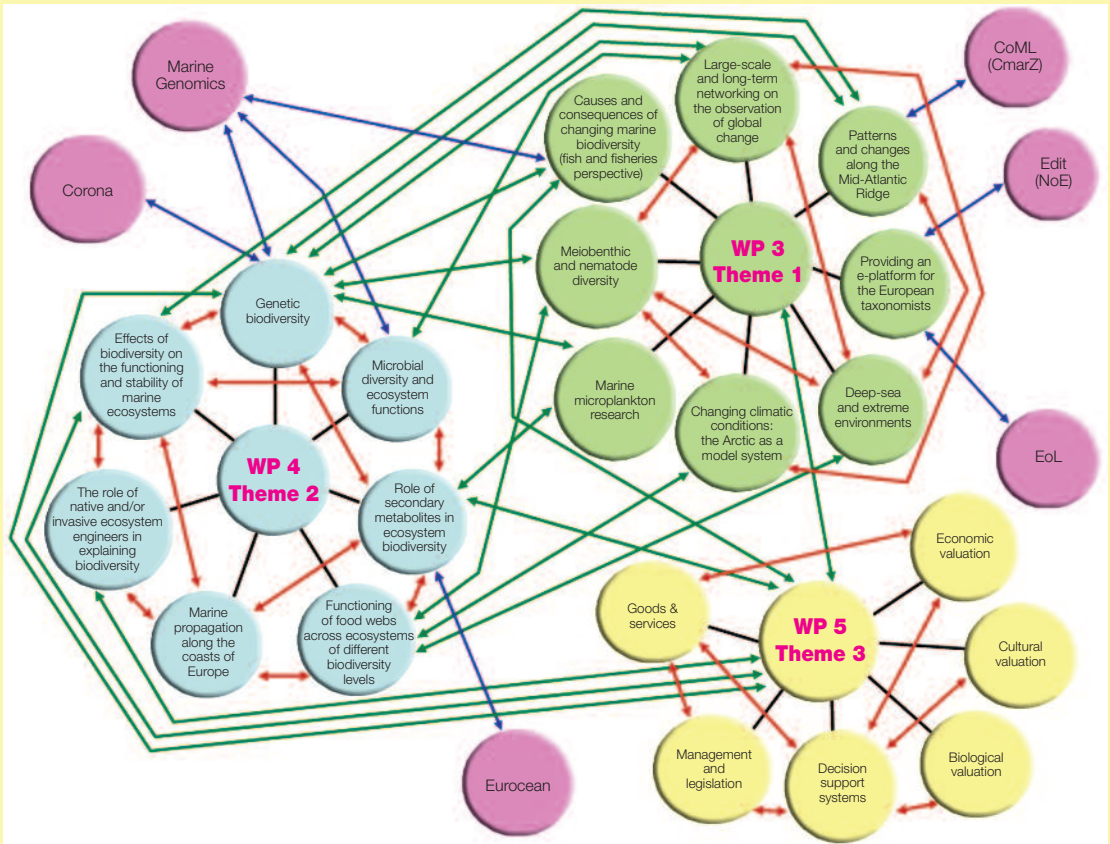 Marine
Genomics
Corona
CoML
(CmarZ)
Edit
(NoE)
EoL
Eurocean
Large-scale
and long-term
networking on
the observation
of global
change
Causes and
consequences of
changing marine
biodiversity
(fish and fisheries
perspective)
Patterns
and changes
along the
Mid-Atlantic
Ridge
Meiobenthic
and nematode
diversity
WP 3
Theme 1
Providing an
e-platform for
the European
taxonomists
Marine
microplankton
research
Changing climatic
conditions:
the Arctic as a
model system
Deep-sea
and extreme
environments
Genetic
biodiversity
Effects of
biodiversity on
the functioning
and stability of
marine
ecosystems
Microbial
diversity and
ecosystem
functions
WP 4
Theme 2
The role of
native and/or
invasive ecosystem
engineers in
explaining
biodiversity
Role of
secondary
metabolites in
ecosystem
biodiversity
Marine
propagation
along the
coasts of
Europe
Functioning
of food webs
across ecosystems
of different
biodiversity
levels
Economic
valuation
Goods &
services
WP 5
Theme 3
Cultural
valuation
Management
and
legislation
Decision
support
systems
Biological
valuation